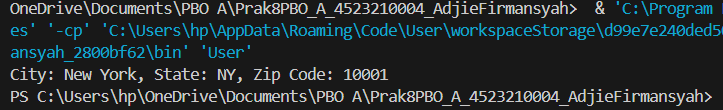 OneDrive\Documents\PBO A\Prak8PBO_A_4523210004_AdjieFirmansyah>  & 'C:\Program
es' '-cp' 'C:\Users\hp\AppData\Roaming\Code\User\workspaceStorage\d99e7e240ded50
ansyah_2800bf62\bin' 'User'
City: New York, State: NY, Zip Code: 10001
PS C:\Users\hp\OneDrive\Documents\PBO A\Prak8PBO_A_4523210004_AdjieFirmansyah>